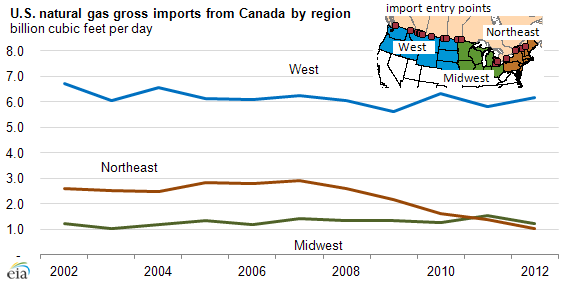 U.S. natural gas gross imports from Canada by region
billion cubic feet per day
import entry points
Northeast
West
Midwest
8.0
7.0
6.0
5.0
4.0
3.0
2.0
1.0
-
West
Northeast
Midwest
eia
2002 2004 2006 2008 2010 2012